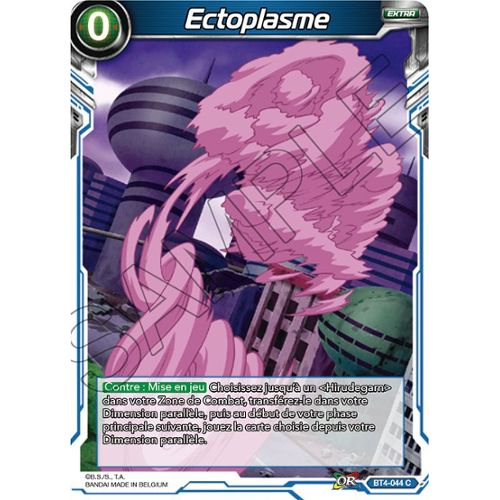 0
Ectoplasme
EXTRA
SAMPLE
Contre : Mise en jeu Choisissez jusqu'à un <Hirudegarn>
dans votre Zone de Combat, transférez-le dans votre
Dimension parallèle, puis au début de votre phase
principale suivante, jouez la carte choisie depuis votre
Dimension parallèle.
©B.S./S., T.A.
BANDAI MADE IN BELGIUM
QR
BT4-044 C